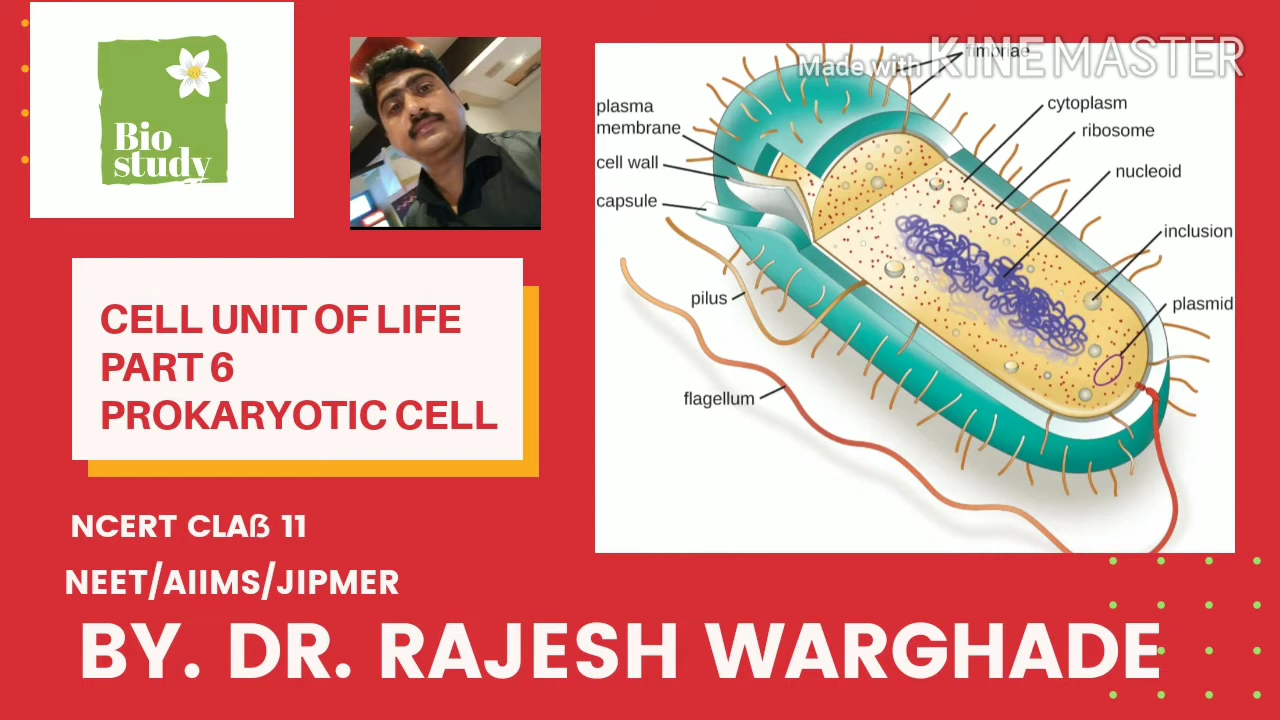 Bio
study
Made with KINEMASTER
fimbriae
plasma
membrane
cell wall
capsule
pilus
flagellum
cytoplasm
ribosome
nucleoid
inclusion
plasmid
CELL UNIT OF LIFE
PART 6
PROKARYOTIC CELL
NCERT CLAß 11
NEET/AIIMS/JIPMER
BY. DR. RAJESH WARGHADE